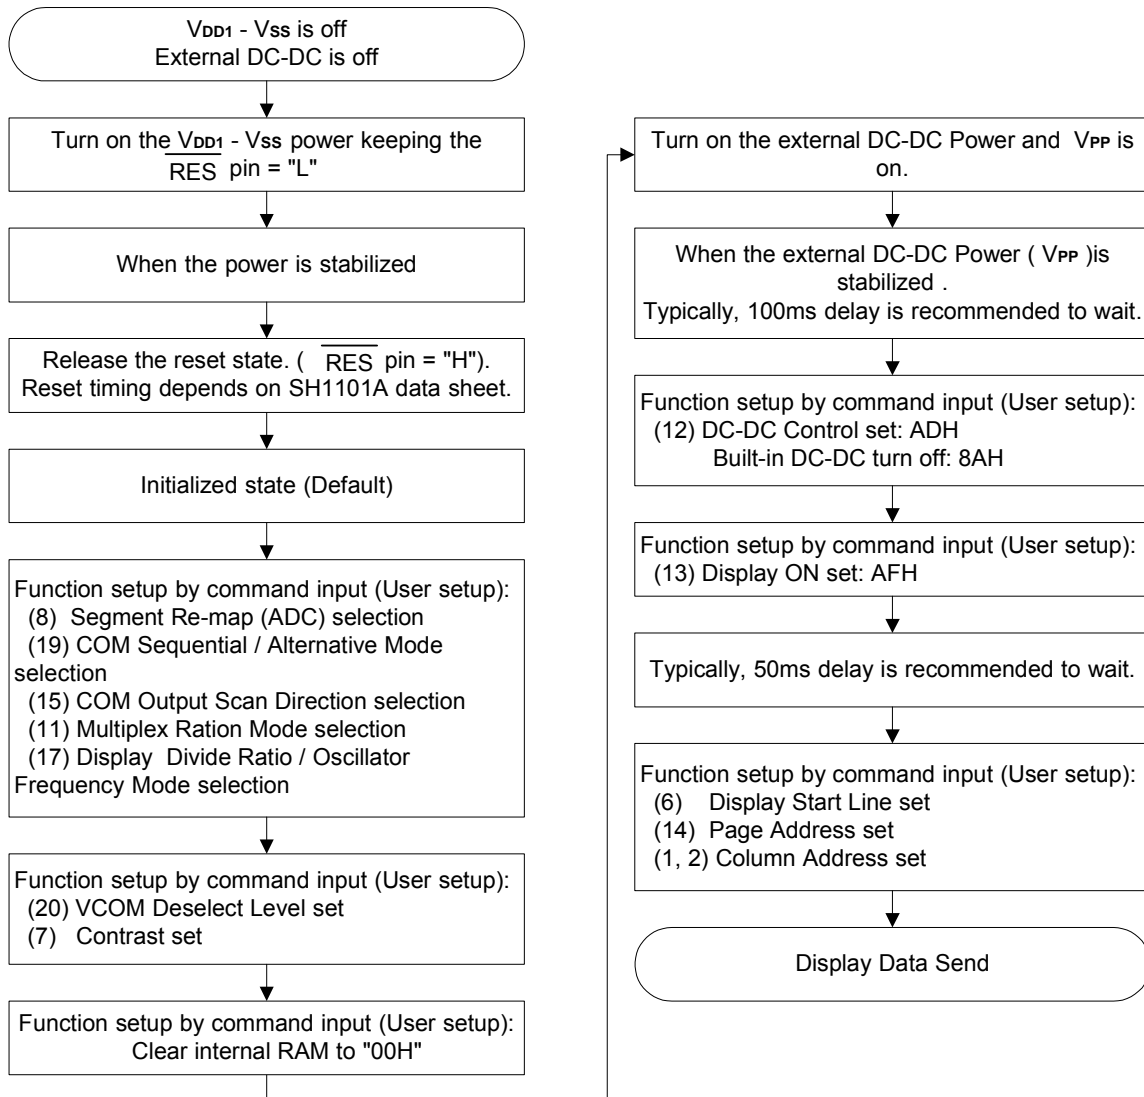 VDD1 - Vss is off
External DC-DC is off
Turn on the VDD1 - Vss power keeping the
RES pin = "L"
When the power is stabilized
Release the reset state. ( RES pin = "H").
Reset timing depends on SH1101A data sheet.
Initialized state (Default)
Function setup by command input (User setup):
(8) Segment Re-map (ADC) selection
(19) COM Sequential / Alternative Mode
selection
(15) COM Output Scan Direction selection
(11) Multiplex Ration Mode selection
(17) Display Divide Ratio / Oscillator
Frequency Mode selection
Function setup by command input (User setup):
(20) VCOM Deselect Level set
(7) Contrast set
Function setup by command input (User setup):
Clear internal RAM to "00H"
Turn on the external DC-DC Power and VPP is
on.
When the external DC-DC Power ( VPP )is
stabilized .
Typically, 100ms delay is recommended to wait.
Function setup by command input (User setup):
(12) DC-DC Control set: ADH
Built-in DC-DC turn off: 8AH
Function setup by command input (User setup):
(13) Display ON set: AFH
Typically, 50ms delay is recommended to wait.
Function setup by command input (User setup):
(6) Display Start Line set
(14) Page Address set
(1, 2) Column Address set
Display Data Send